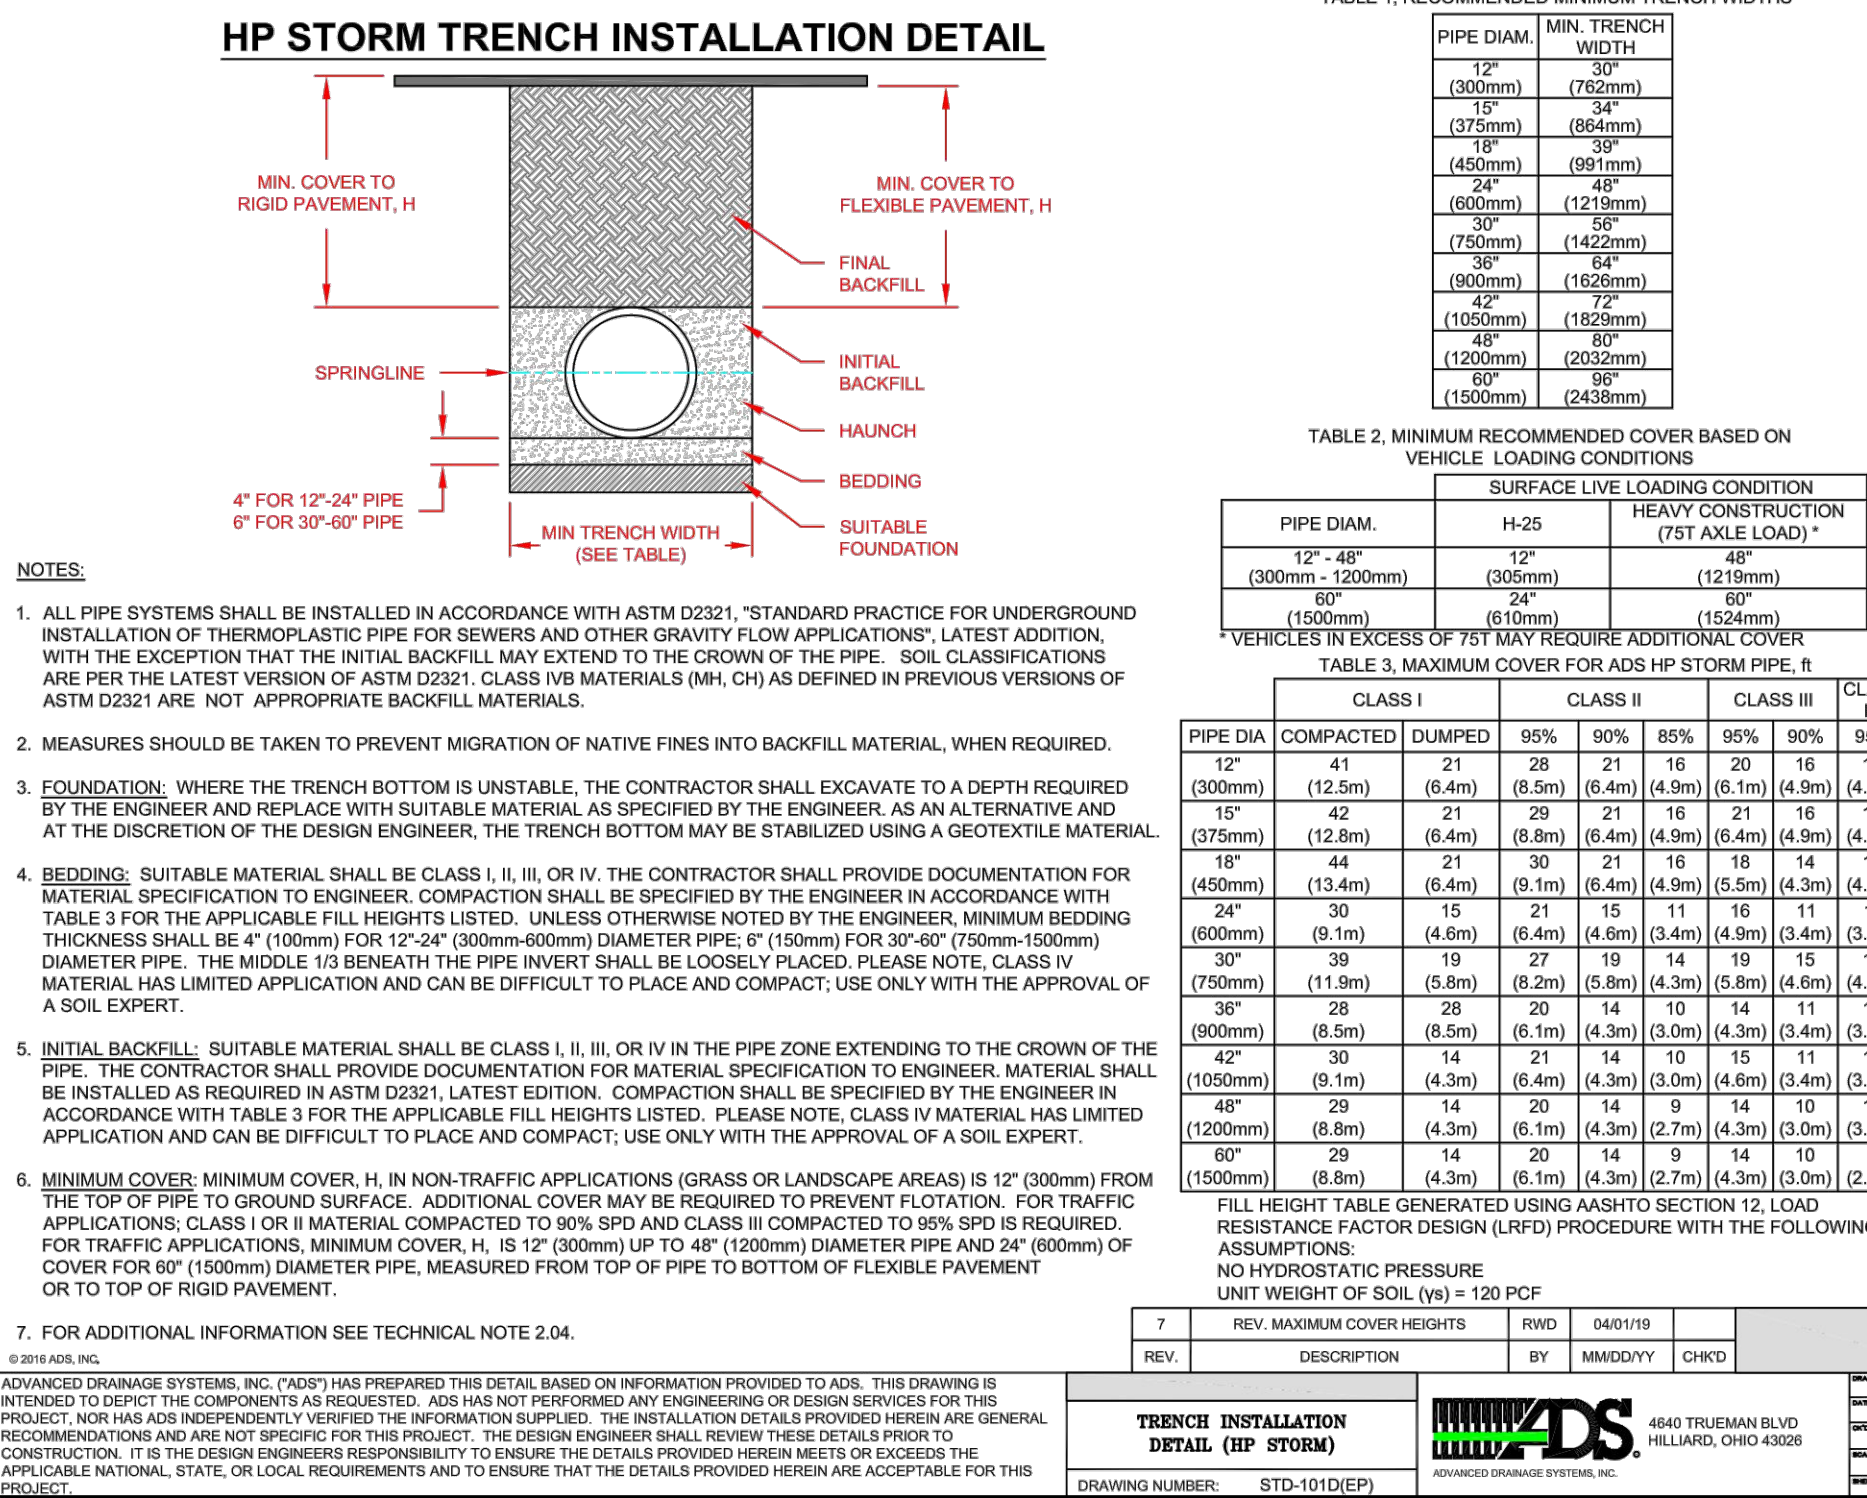 HP STORM TRENCH INSTALLATION DETAIL
MIN. COVER TO
RIGID PAVEMENT, H
MIN. COVER TO
FLEXIBLE PAVEMENT, H
FINAL
BACKFILL
SPRINGLINE
INITIAL
BACKFILL
HAUNCH
BEDDING
4" FOR 12"-24" PIPE
6" FOR 30"-60" PIPE
MIN TRENCH WIDTH
(SEE TABLE)
SUITABLE
FOUNDATION
NOTES:
1. ALL PIPE SYSTEMS SHALL BE INSTALLED IN ACCORDANCE WITH ASTM D2321, "STANDARD PRACTICE FOR UNDERGROUND
INSTALLATION OF THERMOPLASTIC PIPE FOR SEWERS AND OTHER GRAVITY FLOW APPLICATIONS", LATEST ADDITION,
WITH THE EXCEPTION THAT THE INITIAL BACKFILL MAY EXTEND TO THE CROWN OF THE PIPE. SOIL CLASSIFICATIONS
ARE PER THE LATEST VERSION OF ASTM D2321. CLASS IVB MATERIALS (MH, CH) AS DEFINED IN PREVIOUS VERSIONS OF
ASTM D2321 ARE NOT APPROPRIATE BACKFILL MATERIALS.
2. MEASURES SHOULD BE TAKEN TO PREVENT MIGRATION OF NATIVE FINES INTO BACKFILL MATERIAL, WHEN REQUIRED.
3. FOUNDATION: WHERE THE TRENCH BOTTOM IS UNSTABLE, THE CONTRACTOR SHALL EXCAVATE TO A DEPTH REQUIRED
BY THE ENGINEER AND REPLACE WITH SUITABLE MATERIAL AS SPECIFIED BY THE ENGINEER. AS AN ALTERNATIVE AND
AT THE DISCRETION OF THE DESIGN ENGINEER, THE TRENCH BOTTOM MAY BE STABILIZED USING A GEOTEXTILE MATERIAL.
4. BEDDING: SUITABLE MATERIAL SHALL BE CLASS I, II, III, OR IV. THE CONTRACTOR SHALL PROVIDE DOCUMENTATION FOR
MATERIAL SPECIFICATION TO ENGINEER. COMPACTION SHALL BE SPECIFIED BY THE ENGINEER IN ACCORDANCE WITH
TABLE 3 FOR THE APPLICABLE FILL HEIGHTS LISTED. UNLESS OTHERWISE NOTED BY THE ENGINEER, MINIMUM BEDDING
THICKNESS SHALL BE 4" (100mm) FOR 12"-24" (300mm-600mm) DIAMETER PIPE; 6" (150mm) FOR 30"-60" (750mm-1500mm)
DIAMETER PIPE. THE MIDDLE 1/3 BENEATH THE PIPE INVERT SHALL BE LOOSELY PLACED. PLEASE NOTE, CLASS IV
MATERIAL HAS LIMITED APPLICATION AND CAN BE DIFFICULT TO PLACE AND COMPACT; USE ONLY WITH THE APPROVAL OF
A SOIL EXPERT.
5. INITIAL BACKFILL: SUITABLE MATERIAL SHALL BE CLASS I, II, III, OR IV IN THE PIPE ZONE EXTENDING TO THE CROWN OF THE
PIPE. THE CONTRACTOR SHALL PROVIDE DOCUMENTATION FOR MATERIAL SPECIFICATION TO ENGINEER. MATERIAL SHALL
BE INSTALLED AS REQUIRED IN ASTM D2321, LATEST EDITION. COMPACTION SHALL BE SPECIFIED BY THE ENGINEER IN
ACCORDANCE WITH TABLE 3 FOR THE APPLICABLE FILL HEIGHTS LISTED. PLEASE NOTE, CLASS IV MATERIAL HAS LIMITED
APPLICATION AND CAN BE DIFFICULT TO PLACE AND COMPACT; USE ONLY WITH THE APPROVAL OF A SOIL EXPERT.
6. MINIMUM COVER: MINIMUM COVER, H, IN NON-TRAFFIC APPLICATIONS (GRASS OR LANDSCAPE AREAS) IS 12" (300mm) FROM
THE TOP OF PIPE TO GROUND SURFACE. ADDITIONAL COVER MAY BE REQUIRED TO PREVENT FLOTATION. FOR TRAFFIC
APPLICATIONS; CLASS I OR II MATERIAL COMPACTED TO 90% SPD AND CLASS III COMPACTED TO 95% SPD IS REQUIRED.
FOR TRAFFIC APPLICATIONS, MINIMUM COVER, H, IS 12" (300mm) UP TO 48" (1200mm) DIAMETER PIPE AND 24" (600mm) OF
COVER FOR 60" (1500mm) DIAMETER PIPE, MEASURED FROM TOP OF PIPE TO BOTTOM OF FLEXIBLE PAVEMENT
OR TO TOP OF RIGID PAVEMENT.
7. FOR ADDITIONAL INFORMATION SEE TECHNICAL NOTE 2.04.
© 2016 ADS, INC.
TABLE 1, RECOMMENDED MINIMUM TRENCH WIDTHS
PIPE DIAM. MIN. TRENCH
WIDTH
12" 30"
(300mm) (762mm)
15" 34"
(375mm) (864mm)
18" 39"
(450mm) (991mm)
24" 48"
(600mm) (1219mm)
30" 56"
(750mm) (1422mm)
36" 64"
(900mm) (1626mm)
42" 72"
(1050mm) (1829mm)
48" 80"
(1200mm) (2032mm)
60" 96"
(1500mm) (2438mm)
TABLE 2, MINIMUM RECOMMENDED COVER BASED ON
VEHICLE LOADING CONDITIONS
SURFACE LIVE LOADING CONDITION
PIPE DIAM. H-25 HEAVY CONSTRUCTION
(75T AXLE LOAD) *
12" - 48" 12" 48"
(300mm - 1200mm) (305mm) (1219mm)
60" 24" 60"
(1500mm) (610mm) (1524mm)
* VEHICLES IN EXCESS OF 75T MAY REQUIRE ADDITIONAL COVER
TABLE 3, MAXIMUM COVER FOR ADS HP STORM PIPE, ft
CLASS I CLASS II CLASS III
PIPE DIA COMPACTED DUMPED 95% 90% 85% 95% 90%
12" 41 21 28 21 16 20 16
(300mm) (12.5m) (6.4m) (8.5m) (6.4m) (4.9m) (6.1m) (4.9m)
15" 42 21 29 21 16 21 16
(375mm) (12.8m) (6.4m) (8.8m) (6.4m) (4.9m) (6.4m) (4.9m)
18" 44 21 30 21 16 18 14
(450mm) (13.4m) (6.4m) (9.1m) (6.4m) (4.9m) (5.5m) (4.3m)
24" 30 15 21 15 11 16 11
(600mm) (9.1m) (4.6m) (6.4m) (4.6m) (3.4m) (4.9m) (3.4m)
30" 39 19 27 19 14 19 15
(750mm) (11.9m) (5.8m) (8.2m) (5.8m) (4.3m) (5.8m) (4.6m)
36" 28 28 20 14 10 14 11
(900mm) (8.5m) (8.5m) (6.1m) (4.3m) (3.0m) (4.3m) (3.4m)
42" 30 14 21 14 10 15 11
(1050mm) (9.1m) (4.3m) (6.4m) (4.3m) (3.0m) (4.6m) (3.4m)
48" 29 14 20 14 9 14 10
(1200mm) (8.8m) (4.3m) (6.1m) (4.3m) (2.7m) (4.3m) (3.0m)
60" 29 14 20 14 9 14 10
(1500mm) (8.8m) (4.3m) (6.1m) (4.3m) (2.7m) (4.3m) (3.0m)
FILL HEIGHT TABLE GENERATED USING AASHTO SECTION 12, LOAD
RESISTANCE FACTOR DESIGN (LRFD) PROCEDURE WITH THE FOLLOWING
ASSUMPTIONS:
NO HYDROSTATIC PRESSURE
UNIT WEIGHT OF SOIL (γs) = 120 PCF
7 REV. MAXIMUM COVER HEIGHTS RWD 04/01/19
REV. DESCRIPTION BY MM/DD/YY CHK'D
ADVANCED DRAINAGE SYSTEMS, INC. ("ADS") HAS PREPARED THIS DETAIL BASED ON INFORMATION PROVIDED TO ADS. THIS DRAWING IS
INTENDED TO DEPICT THE COMPONENTS AS REQUESTED. ADS HAS NOT PERFORMED ANY ENGINEERING OR DESIGN SERVICES FOR THIS
PROJECT, NOR HAS ADS INDEPENDENTLY VERIFIED THE INFORMATION SUPPLIED. THE INSTALLATION DETAILS PROVIDED HEREIN ARE GENERAL
RECOMMENDATIONS AND ARE NOT SPECIFIC FOR THIS PROJECT. THE DESIGN ENGINEER SHALL REVIEW THESE DETAILS PRIOR TO
CONSTRUCTION. IT IS THE DESIGN ENGINEERS RESPONSIBILITY TO ENSURE THE DETAILS PROVIDED HEREIN MEETS OR EXCEEDS THE
APPLICABLE NATIONAL, STATE, OR LOCAL REQUIREMENTS AND TO ENSURE THAT THE DETAILS PROVIDED HEREIN ARE ACCEPTABLE FOR THIS
PROJECT.
TRENCH INSTALLATION
DETAIL (HP STORM)
DRAWING NUMBER: STD-101D(EP)
ADS
ADVANCED DRAINAGE SYSTEMS, INC.
4640 TRUEMAN BLVD
HILLIARD, OHIO 43026